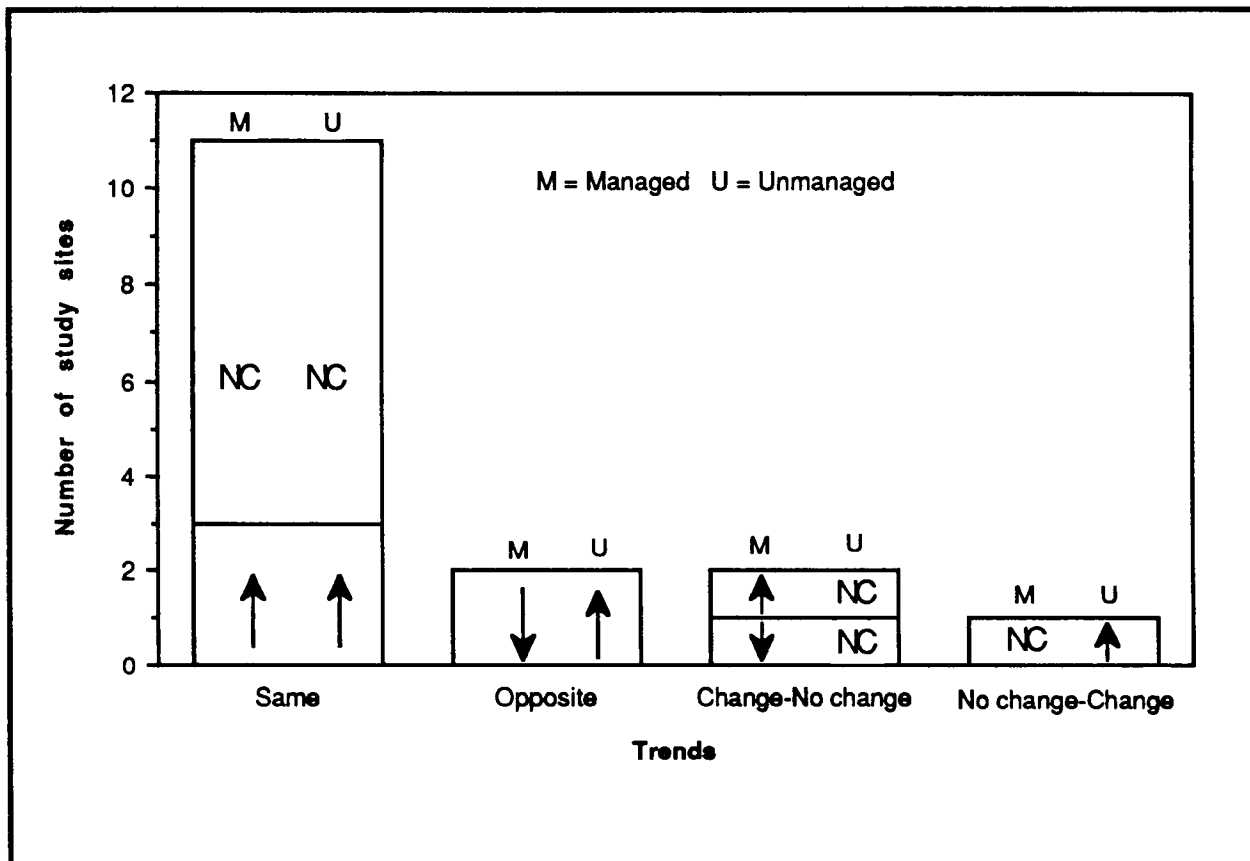 12
M U
10
M = Managed U = Unmanaged
8
6
NC NC
4
2
M U
M U
NC
NC
M U
NC
0
Same Opposite Change-No change No change-Change
Trends
Number of study sites